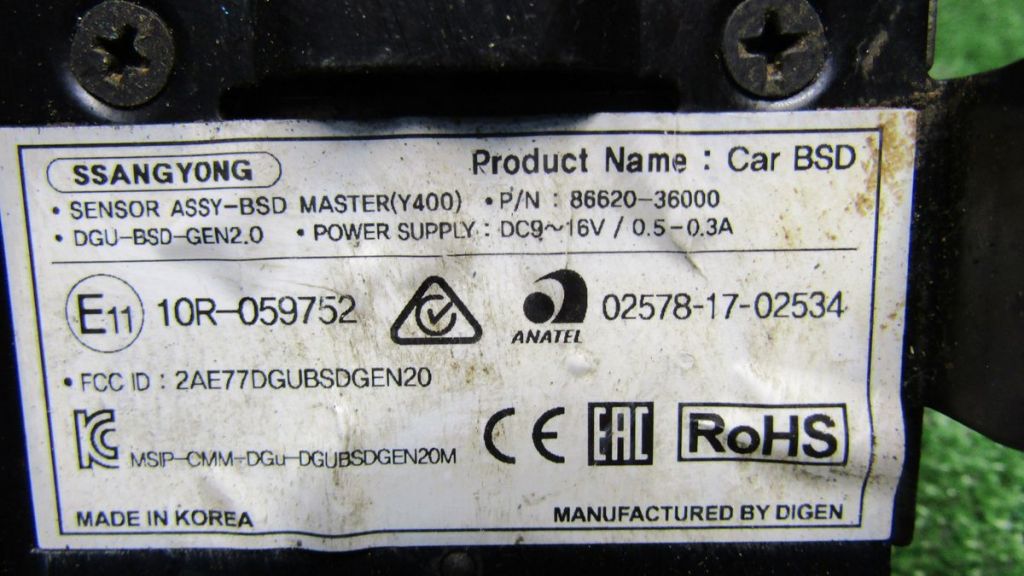 SSANGYONG Product Name : Car BSD
• SENSOR ASSY-BSD MASTER(Y400) • P/N : 86620-36000
• DGU-BSD-GEN2.0 • POWER SUPPLY : DC9~16V / 0.5-0.3A
E11 10R-059752 ANATEL 02578-17-02534
• FCC ID : 2AE77DGUBSDGEN20
KC MSIP-CMM-DGu-DGUBSDGEN20M CE EAC RoHS
MADE IN KOREA MANUFACTURED BY DIGEN